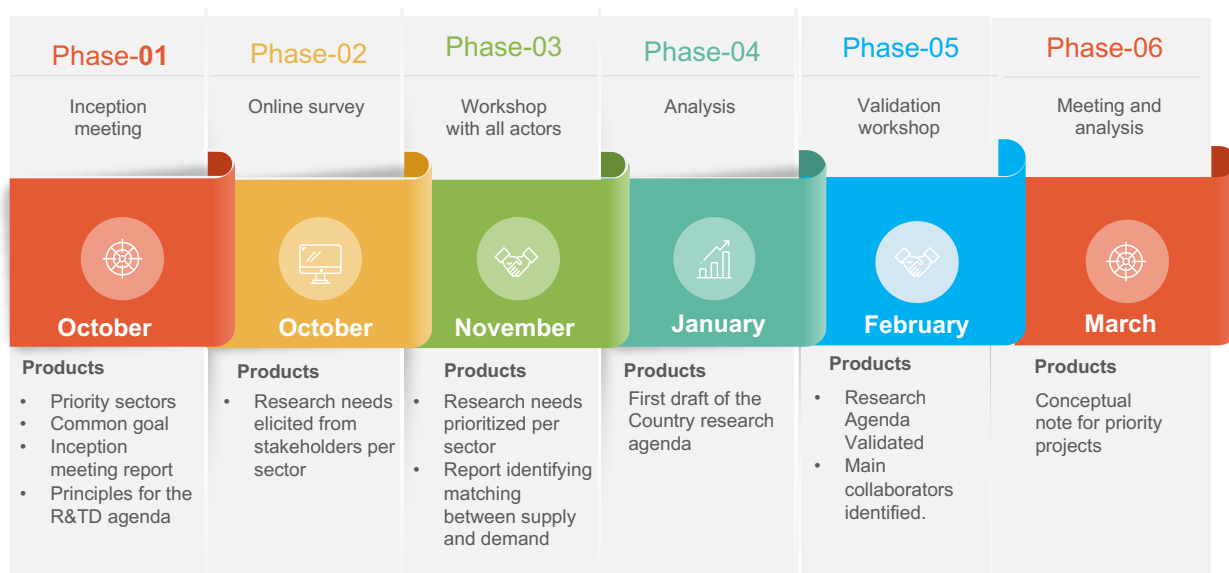 Phase-01
Inception
meeting
October
Products
• Priority sectors
• Common goal
• Inception
meeting report
• Principles for the
R&TD agenda
Phase-02
Online survey
October
Products
• Research needs
elicited from
stakeholders per
sector
Phase-03
Workshop
with all actors
November
Products
• Research needs
prioritized per
sector
• Report identifying
matching
between supply
and demand
Phase-04
Analysis
January
Products
First draft of the
Country research
agenda
Phase-05
Validation
workshop
February
Products
• Research
Agenda
Validated
• Main
collaborators
identified.
Phase-06
Meeting and
analysis
March
Products
Conceptual
note for priority
projects